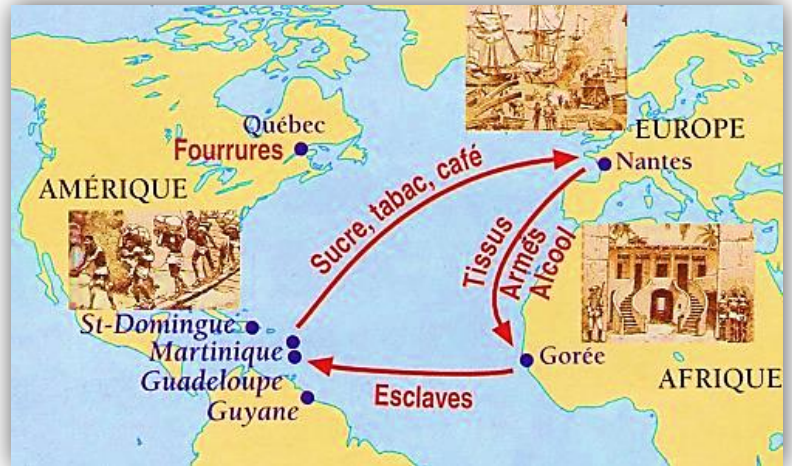 Québec
Fourrures
AMÉRIQUE
EUROPE
Nantes
Sucre, tabac, café
Tissus
Armes
Alcool
St-Domingue
Martinique
Guadeloupe
Guyane
Gorée
Esclaves
AFRIQUE